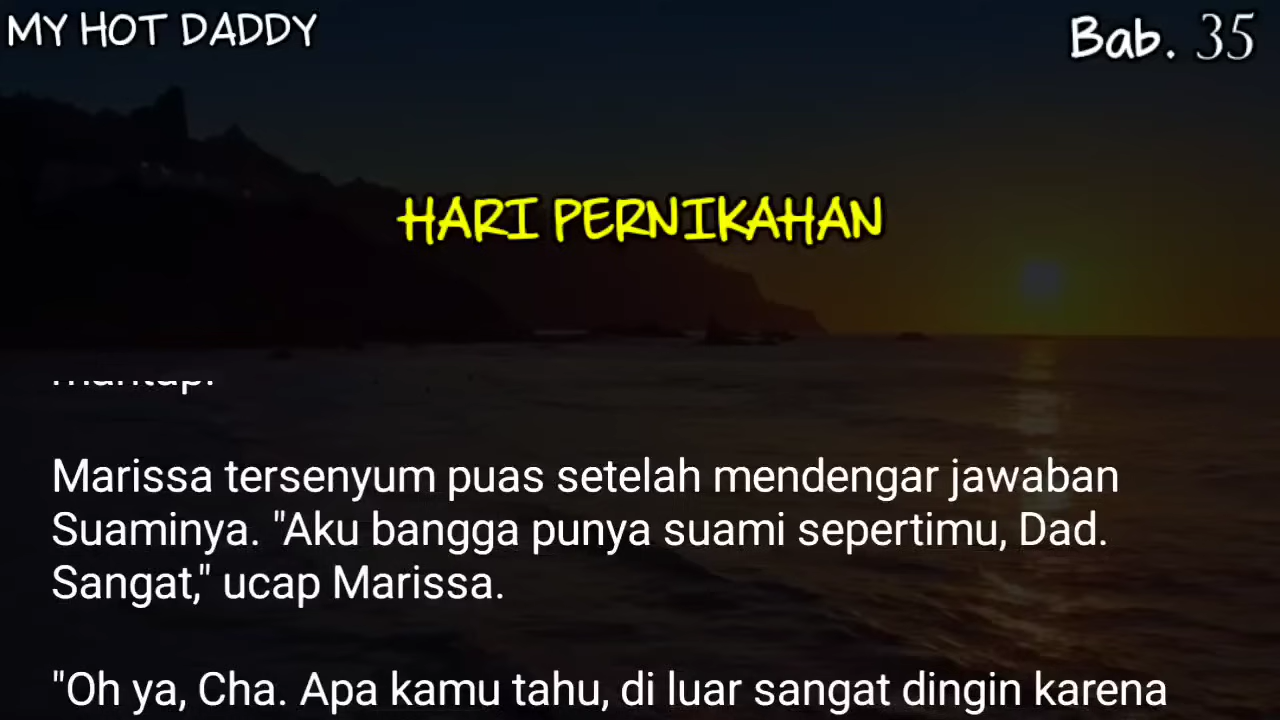 MY HOT DADDY
Bab. 35
HARI PERNIKAHAN
Marissa tersenyum puas setelah mendengar jawaban
Suaminya. "Aku bangga punya suami sepertimu, Dad.
Sangat," ucap Marissa.
"Oh ya, Cha. Apa kamu tahu, di luar sangat dingin karena